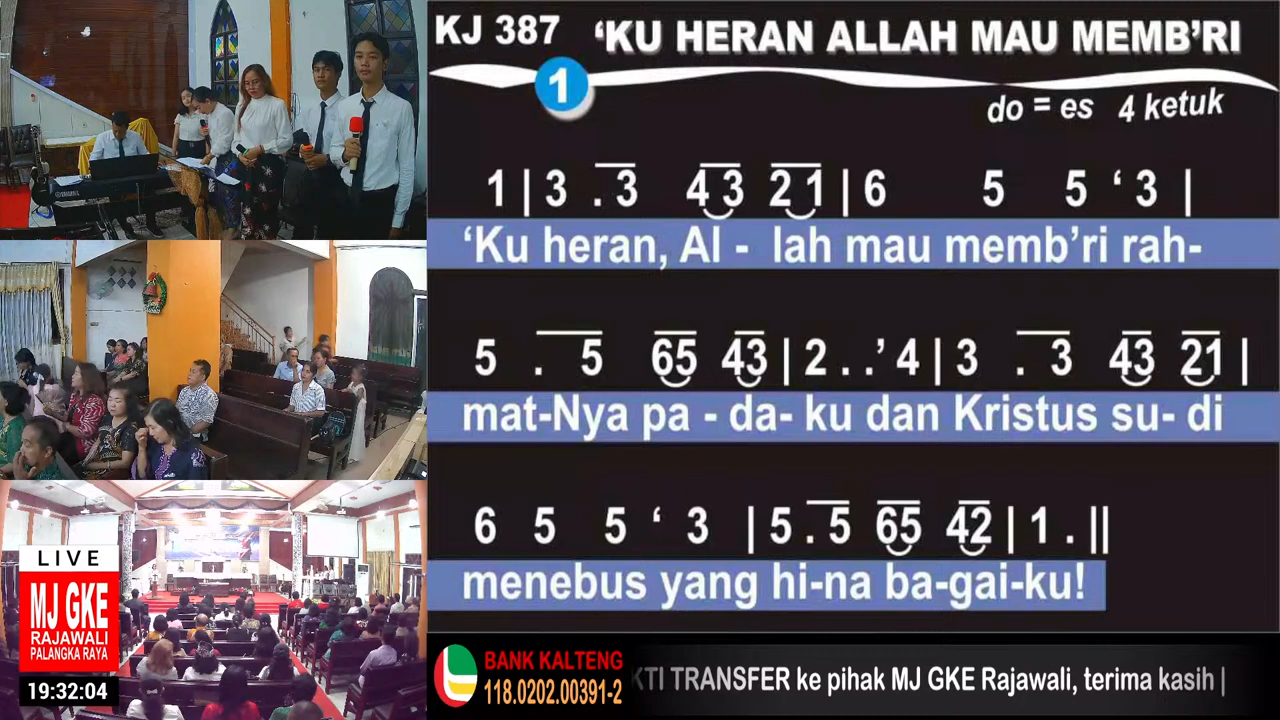 KJ 387 ‘KU HERAN ALLAH MAU MEMB’RI
1
do = es 4 ketuk
1 | 3 . 3 4 3 2 1 | 6 5 5 ‘ 3 |
‘Ku heran, Al - lah mau memb’ri rah-
5 . 5 65 43 | 2 . . ’ 4 | 3 . 3 43 21 |
mat-Nya pa - da- ku dan Kristus su- di
6 5 5 ‘ 3 | 5 . 5 65 42 | 1 . ||
menebus yang hi-na ba-gai-ku!
LIVE
MJ GKE
RAJAWALI
PALANGKA RAYA
19:32:04
BANK KALTENG
118.0202.00391-2
KTI TRANSFER ke pihak MJ GKE Rajawali, terima kasih |